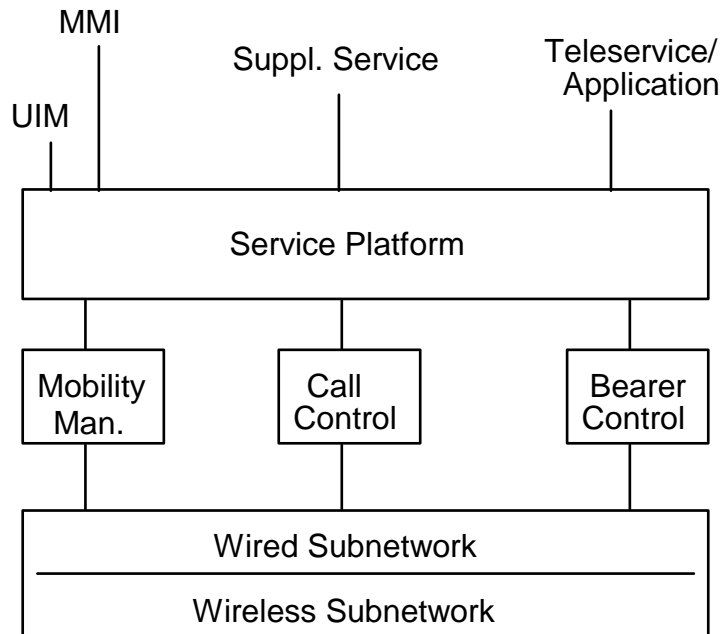 MMI
Suppl. Service
Teleservice/
Application
UIM
Service Platform
Mobility
Man.
Call
Control
Bearer
Control
Wired Subnetwork
Wireless Subnetwork